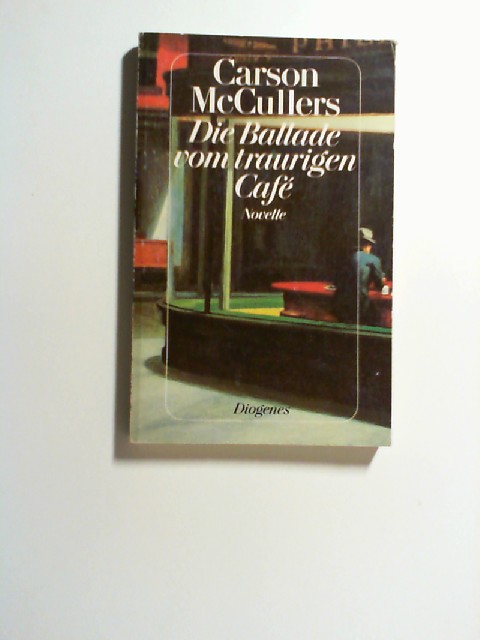 Carson
McCullers
Die Ballade
vom traurigen
Café
Novelle
Diogenes